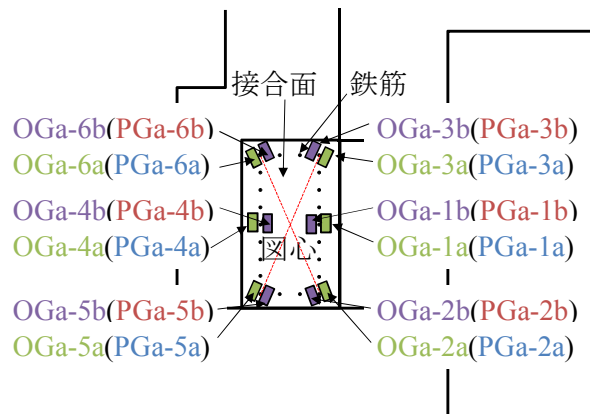 接合面 鉄筋
OGa-6b(PGa-6b) OGa-3b(PGa-3b)
OGa-6a(PGa-6a) OGa-3a(PGa-3a)
OGa-4b(PGa-4b) OGa-1b(PGa-1b)
OGa-4a(PGa-4a) 図心 OGa-1a(PGa-1a)
OGa-5b(PGa-5b) OGa-2b(PGa-2b)
OGa-5a(PGa-5a) OGa-2a(PGa-2a)